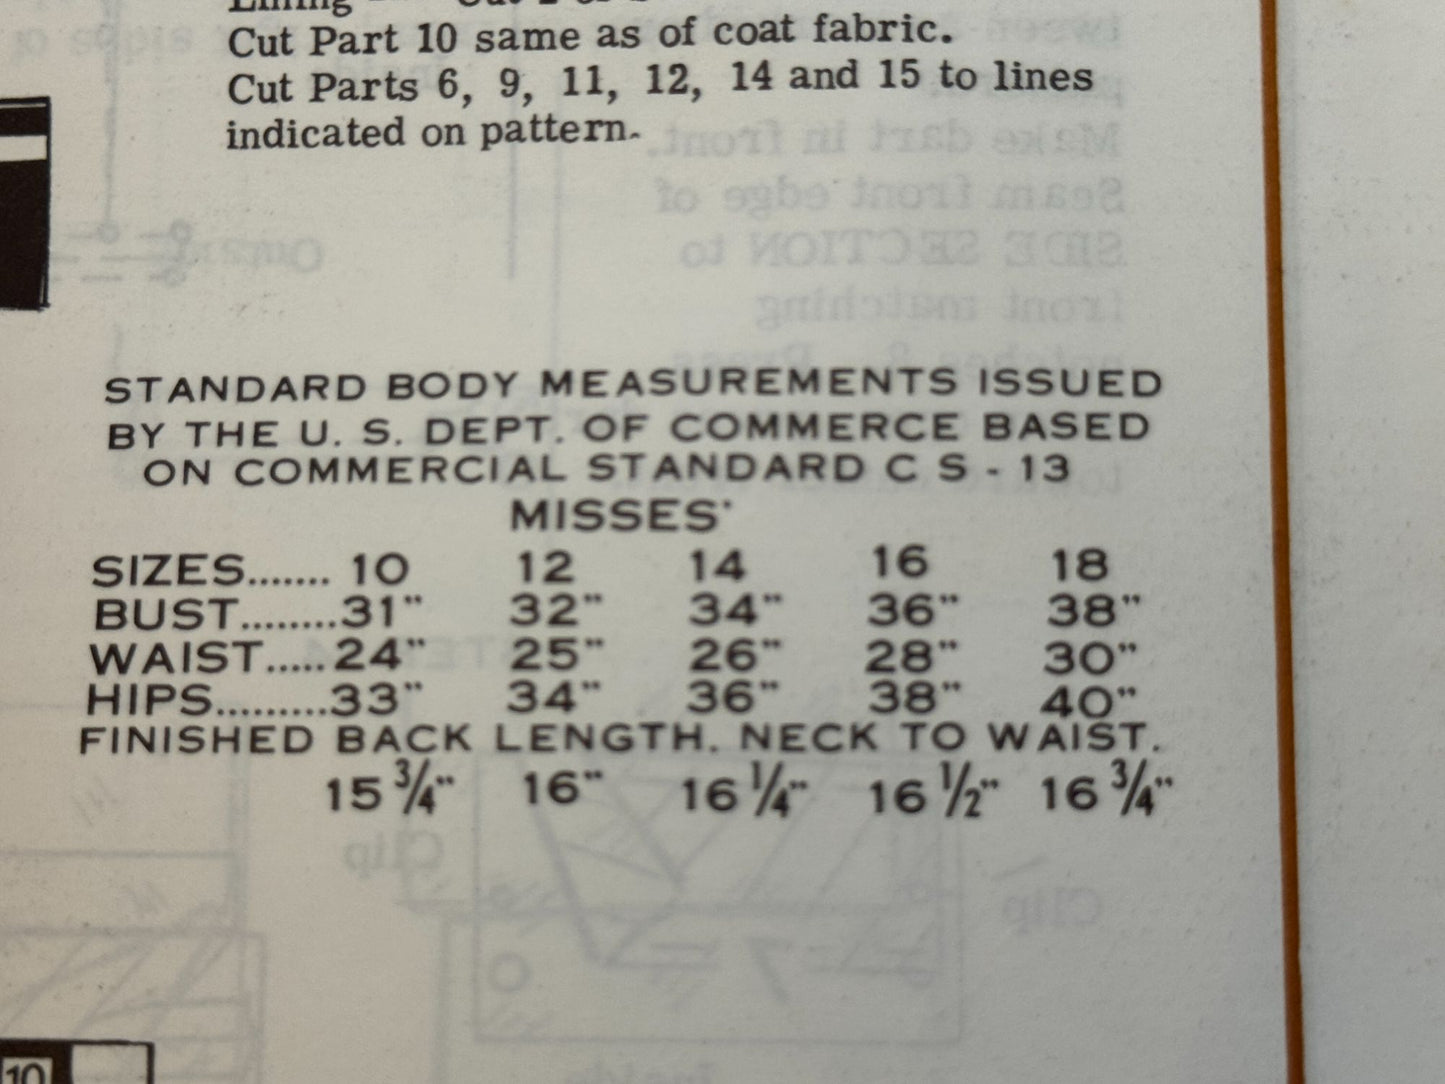 Lining
Cut Part 10 same as of coat fabric.
Cut Parts 6, 9, 11, 12, 14 and 15 to lines
indicated on pattern.
STANDARD BODY MEASUREMENTS ISSUED
BY THE U. S. DEPT. OF COMMERCE BASED
ON COMMERCIAL STANDARD C S - 13
MISSES'
SIZES....... 10 12 14 16 18
BUST........31" 32" 34" 36" 38"
WAIST.....24" 25" 26" 28" 30"
HIPS.........33" 34" 36" 38" 40"
FINISHED BACK LENGTH. NECK TO WAIST.
15 3/4" 16" 16 1/4" 16 1/2" 16 3/4"
10